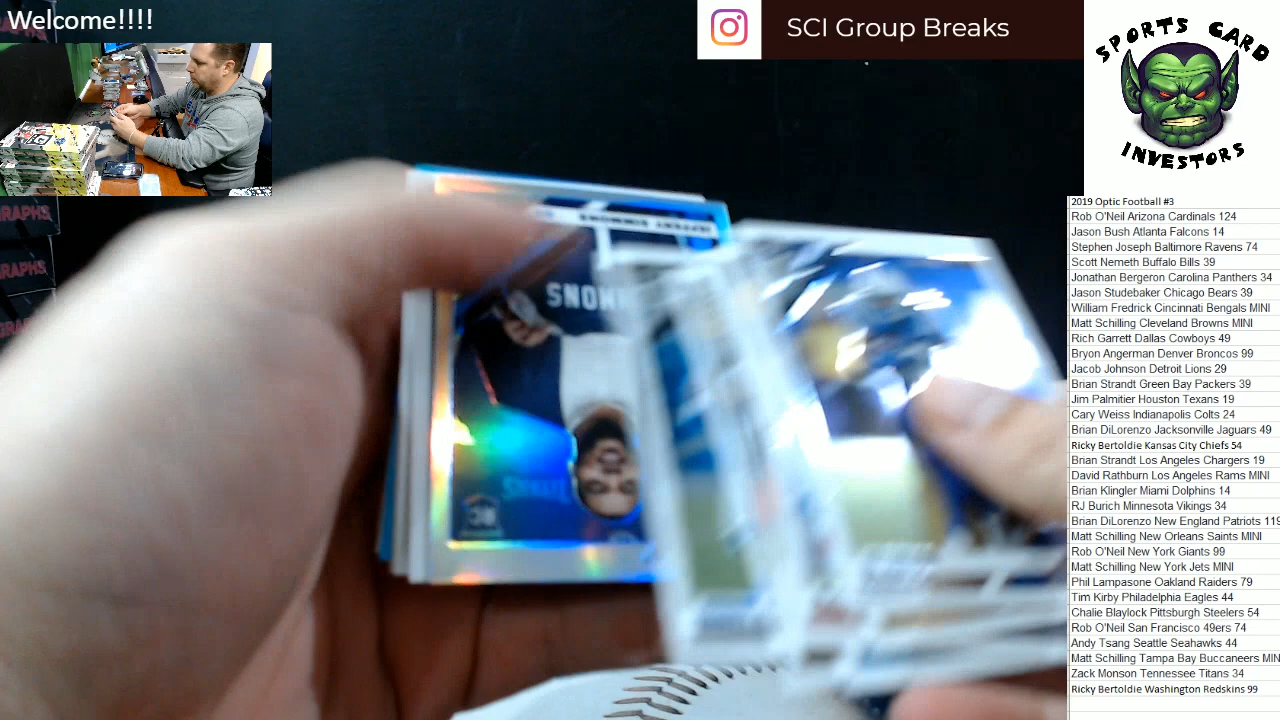 Welcome!!!!
SCI Group Breaks
SPORTS CARD
INVESTORS
GRAPHS
RAPHS
GRA
JEFFERY SIMMONS
RC
2019 Optic Football #3
Rob O'Neil Arizona Cardinals 124
Jason Bush Atlanta Falcons 14
Stephen Joseph Baltimore Ravens 74
Scott Nemeth Buffalo Bills 39
Jonathan Bergeron Carolina Panthers 34
Jason Studebaker Chicago Bears 39
William Fredrick Cincinnati Bengals MINI
Matt Schilling Cleveland Browns MINI
Rich Garrett Dallas Cowboys 49
Bryon Angerman Denver Broncos 99
Jacob Johnson Detroit Lions 29
Brian Strandt Green Bay Packers 39
Jim Palmitier Houston Texans 19
Cary Weiss Indianapolis Colts 24
Brian DiLorenzo Jacksonville Jaguars 49
Ricky Bertoldie Kansas City Chiefs 54
Brian Strandt Los Angeles Chargers 19
David Rathburn Los Angeles Rams MINI
Brian Klingler Miami Dolphins 14
RJ Burich Minnesota Vikings 34
Brian DiLorenzo New England Patriots 119
Matt Schilling New Orleans Saints MINI
Rob O'Neil New York Giants 99
Matt Schilling New York Jets MINI
Phil Lampasone Oakland Raiders 79
Tim Kirby Philadelphia Eagles 44
Chalie Blaylock Pittsburgh Steelers 54
Rob O'Neil San Francisco 49ers 74
Andy Tsang Seattle Seahawks 44
Matt Schilling Tampa Bay Buccaneers MIN
Zack Monson Tennessee Titans 34
Ricky Bertoldie Washington Redskins 99